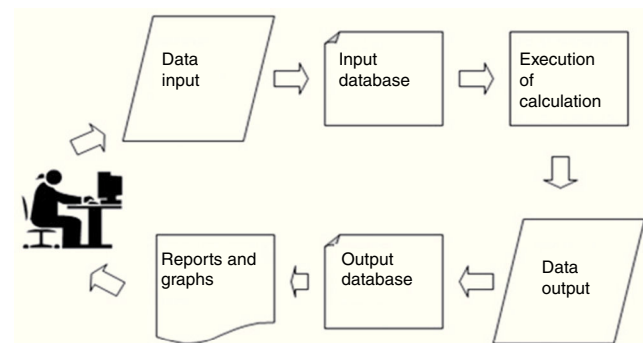 Data
input
Input
database
Execution
of
calculation
Reports and
graphs
Output
database
Data
output